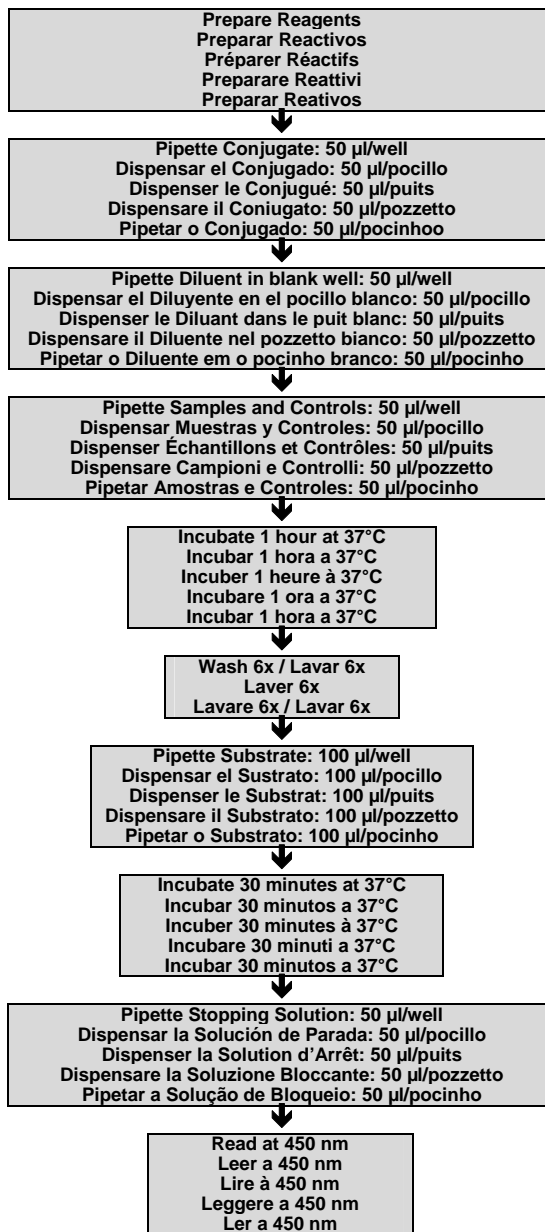 Prepare Reagents
Preparar Reactivos
Préparer Réactifs
Preparare Reattivi
Preparar Reativos
Pipette Conjugate: 50 µl/well
Dispensar el Conjugado: 50 µl/pocillo
Dispenser le Conjugué: 50 µl/puits
Dispensare il Coniugato: 50 µl/pozzetto
Pipetar o Conjugado: 50 µl/pocinhoo
Pipette Diluent in blank well: 50 µl/well
Dispensar el Diluyente en el pocillo blanco: 50 µl/pocillo
Dispenser le Diluant dans le puit blanc: 50 µl/puits
Dispensare il Diluente nel pozzetto bianco: 50 µl/pozzetto
Pipetar o Diluente em o pocinho branco: 50 µl/pocinho
Pipette Samples and Controls: 50 µl/well
Dispensar Muestras y Controles: 50 µl/pocillo
Dispenser Échantillons et Contrôles: 50 µl/puits
Dispensare Campioni e Controlli: 50 µl/pozzetto
Pipetar Amostras e Controles: 50 µl/pocinho
Incubate 1 hour at 37°C
Incubar 1 hora a 37°C
Incuber 1 heure à 37°C
Incubare 1 ora a 37°C
Incubar 1 hora a 37°C
Wash 6x / Lavar 6x
Laver 6x
Lavare 6x / Lavar 6x
Pipette Substrate: 100 µl/well
Dispensar el Sustrato: 100 µl/pocillo
Dispenser le Substrat: 100 µl/puits
Dispensare il Substrato: 100 µl/pozzetto
Pipetar o Substrato: 100 µl/pocinho
Incubate 30 minutes at 37°C
Incubar 30 minutos a 37°C
Incuber 30 minutes à 37°C
Incubare 30 minuti a 37°C
Incubar 30 minutos a 37°C
Pipette Stopping Solution: 50 µl/well
Dispensar la Solución de Parada: 50 µl/pocillo
Dispenser la Solution d'Arrêt: 50 µl/puits
Dispensare la Soluzione Bloccante: 50 µl/pozzetto
Pipetar a Solução de Bloqueio: 50 µl/pocinho
Read at 450 nm
Leer a 450 nm
Lire à 450 nm
Leggere a 450 nm
Ler a 450 nm